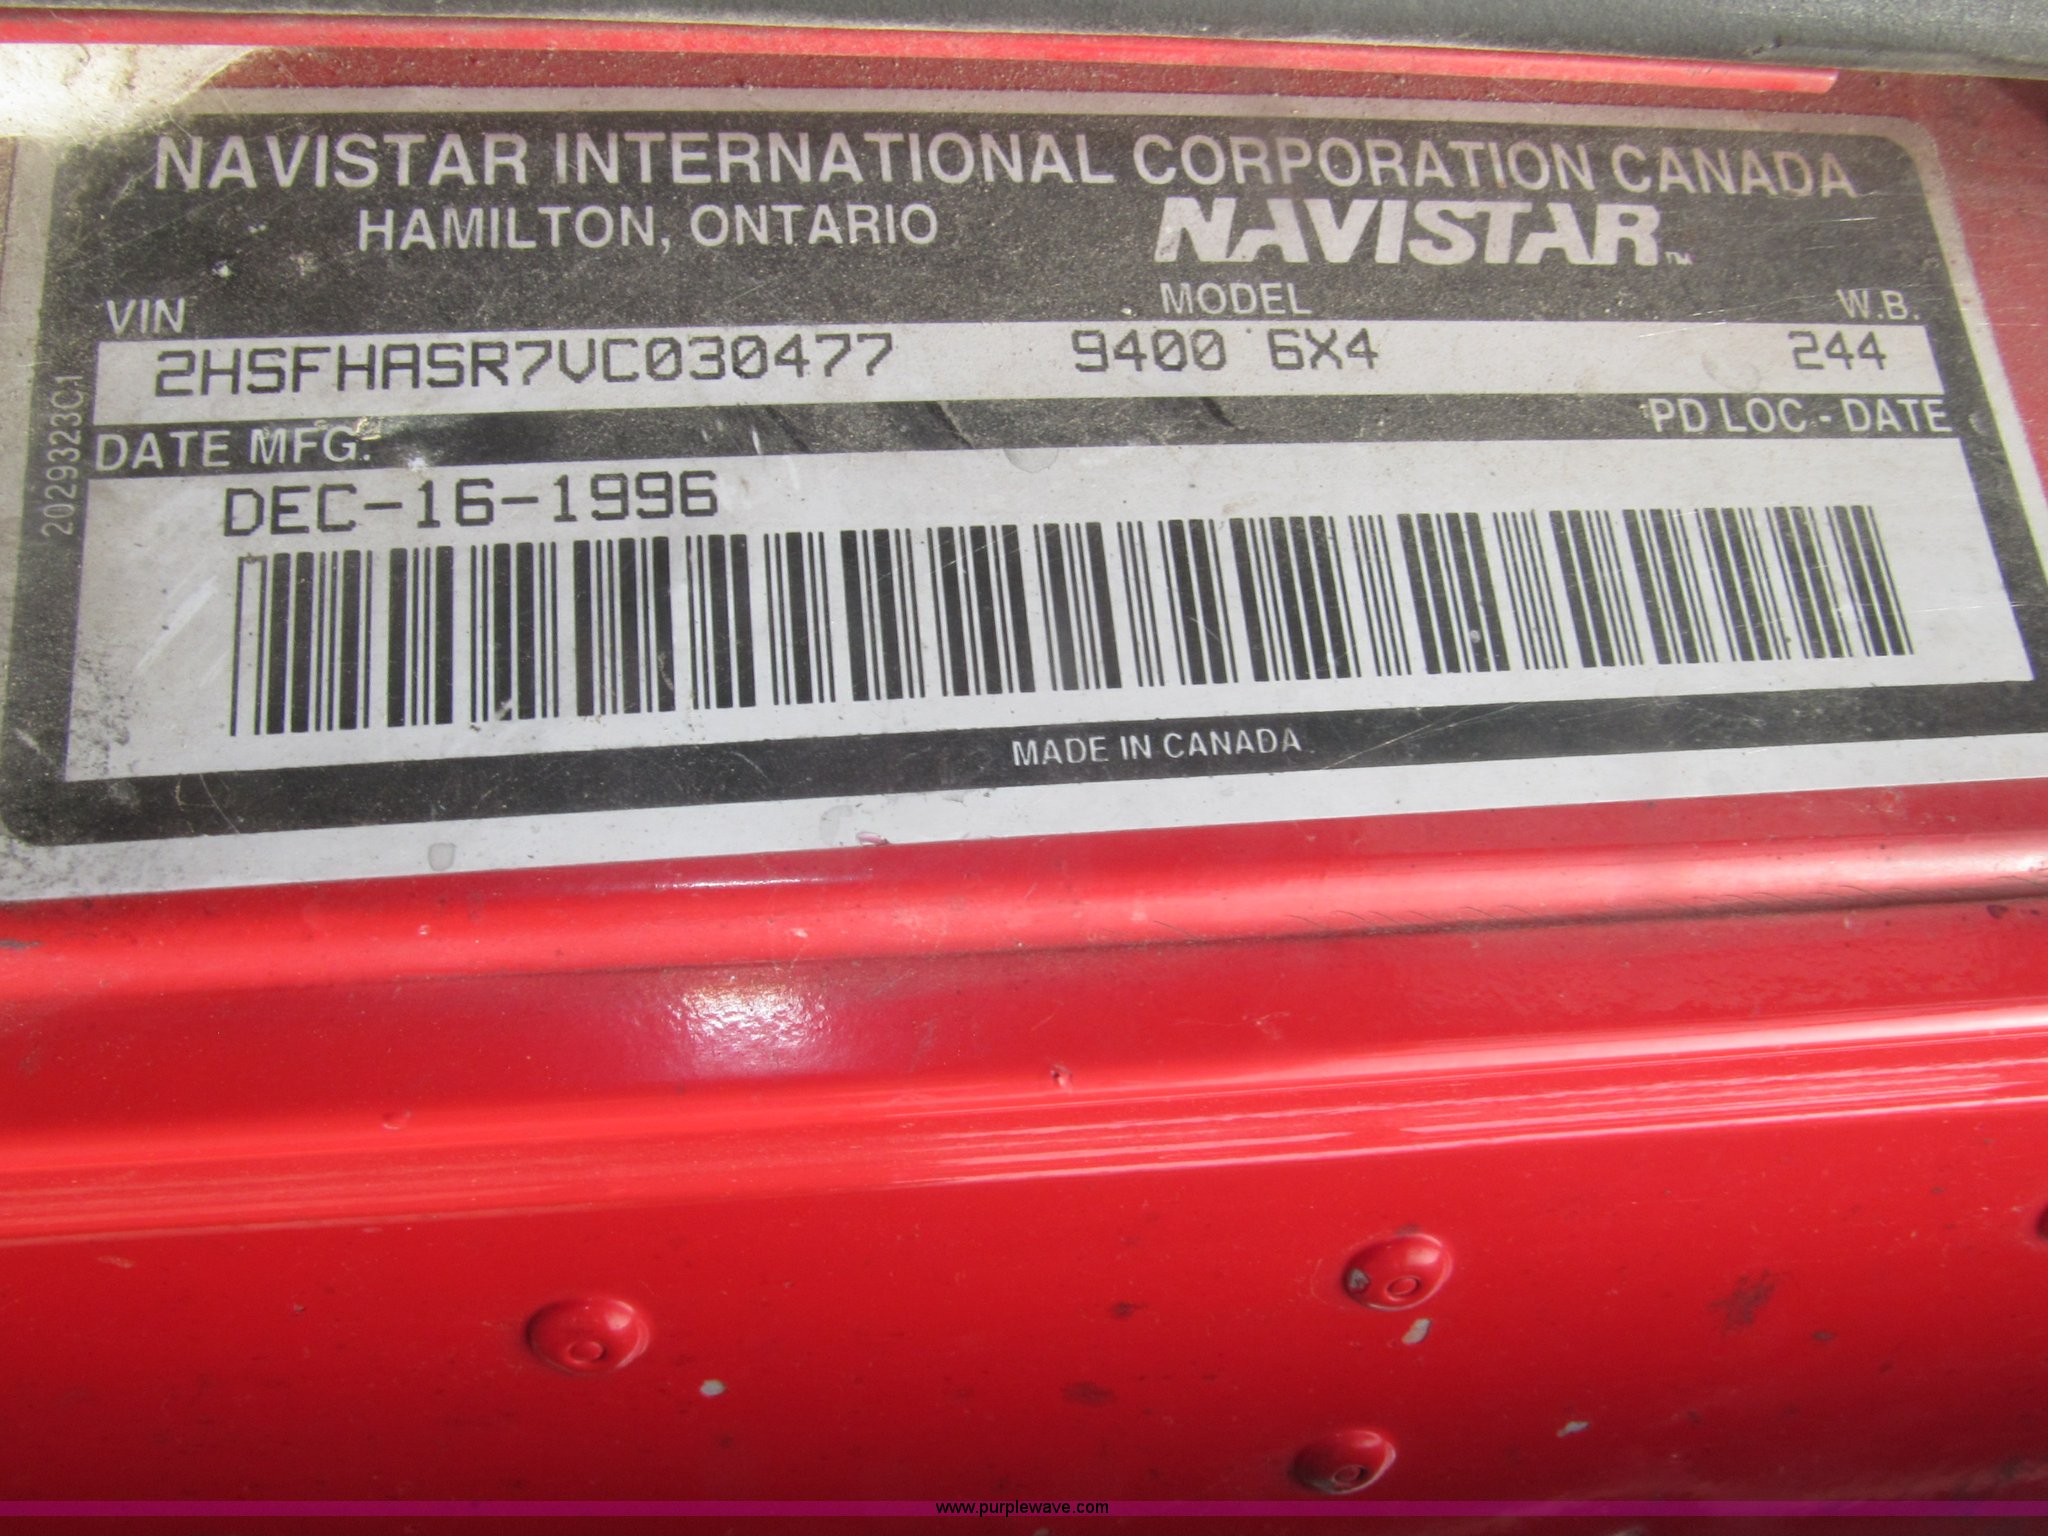 NAVISTAR INTERNATIONAL CORPORATION CANADA
HAMILTON, ONTARIO
NAVISTAR™
VIN MODEL W.B.
2HSFHASR7VC030477 9400 6X4 244
DATE MFG. PD LOC - DATE
DEC-16-1996
MADE IN CANADA
2029323C1
www.purplewave.com